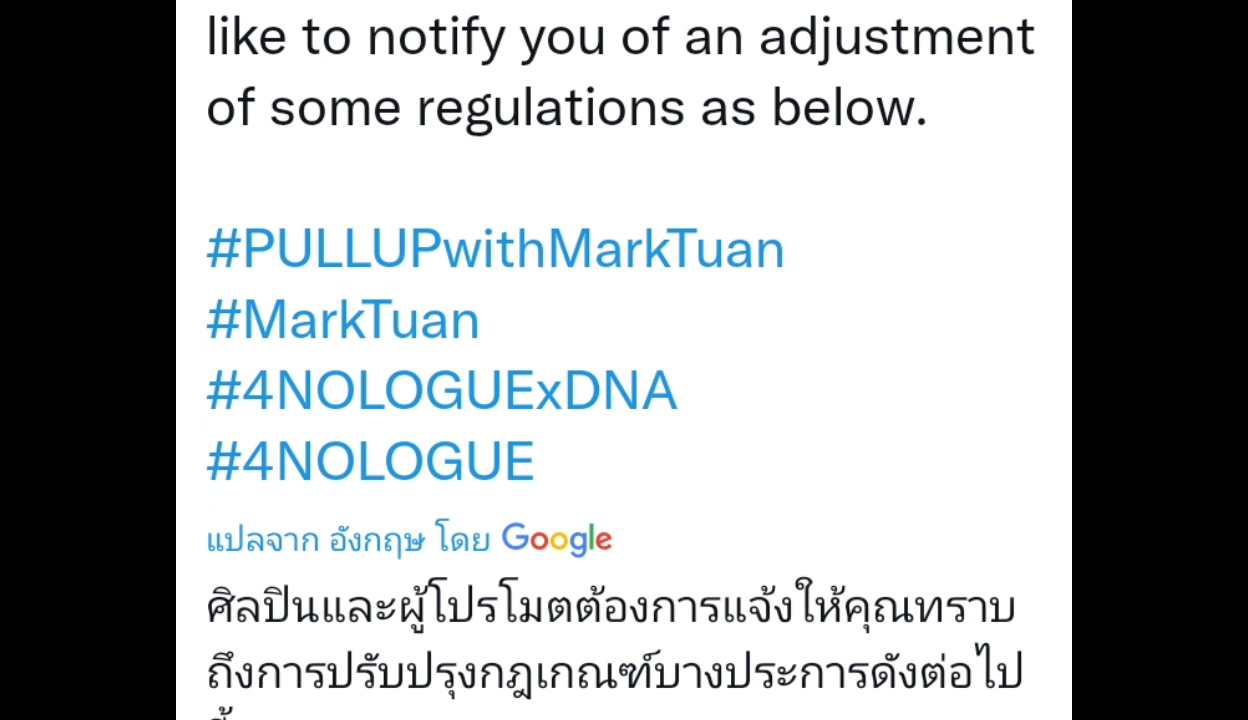 like to notify you of an adjustment
of some regulations as below.
#PULLUPwithMarkTuan
#MarkTuan
#4NOLOGUExDNA
#4NOLOGUE
แปลจาก อังกฤษ โดย Google
ศิลปินและผู้โปรโมตต้องการแจ้งให้คุณทราบ
ถึงการปรับปรุงกฎเกณฑ์บางประการดังต่อไป